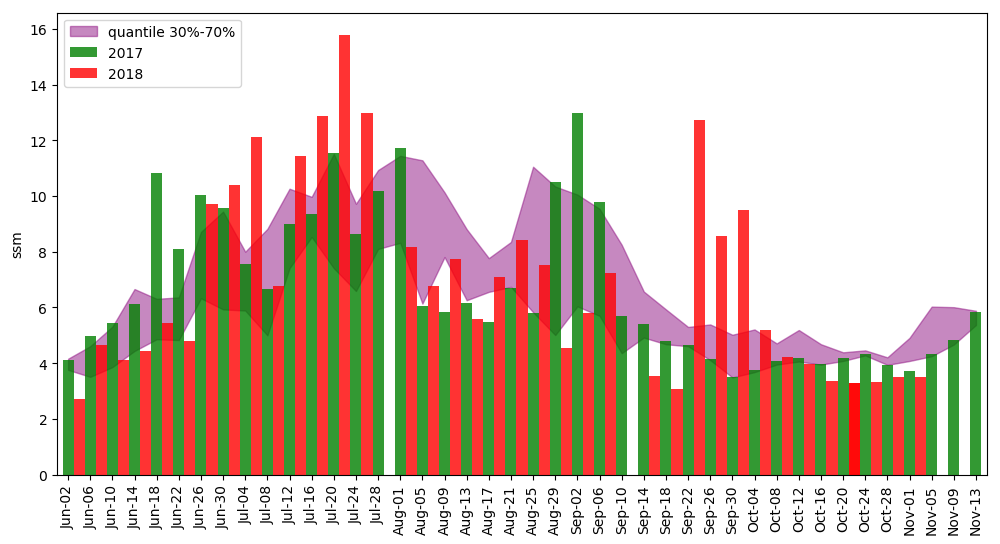 quantile 30%-70%
2017
2018
16
14
12
10
8
6
4
2
0
ssm
Jun-02
Jun-06
Jun-10
Jun-14
Jun-18
Jun-22
Jun-26
Jun-30
Jul-04
Jul-08
Jul-12
Jul-16
Jul-20
Jul-24
Jul-28
Aug-01
Aug-05
Aug-09
Aug-13
Aug-17
Aug-21
Aug-25
Aug-29
Sep-02
Sep-06
Sep-10
Sep-14
Sep-18
Sep-22
Sep-26
Sep-30
Oct-04
Oct-08
Oct-12
Oct-16
Oct-20
Oct-24
Oct-28
Nov-01
Nov-05
Nov-09
Nov-13